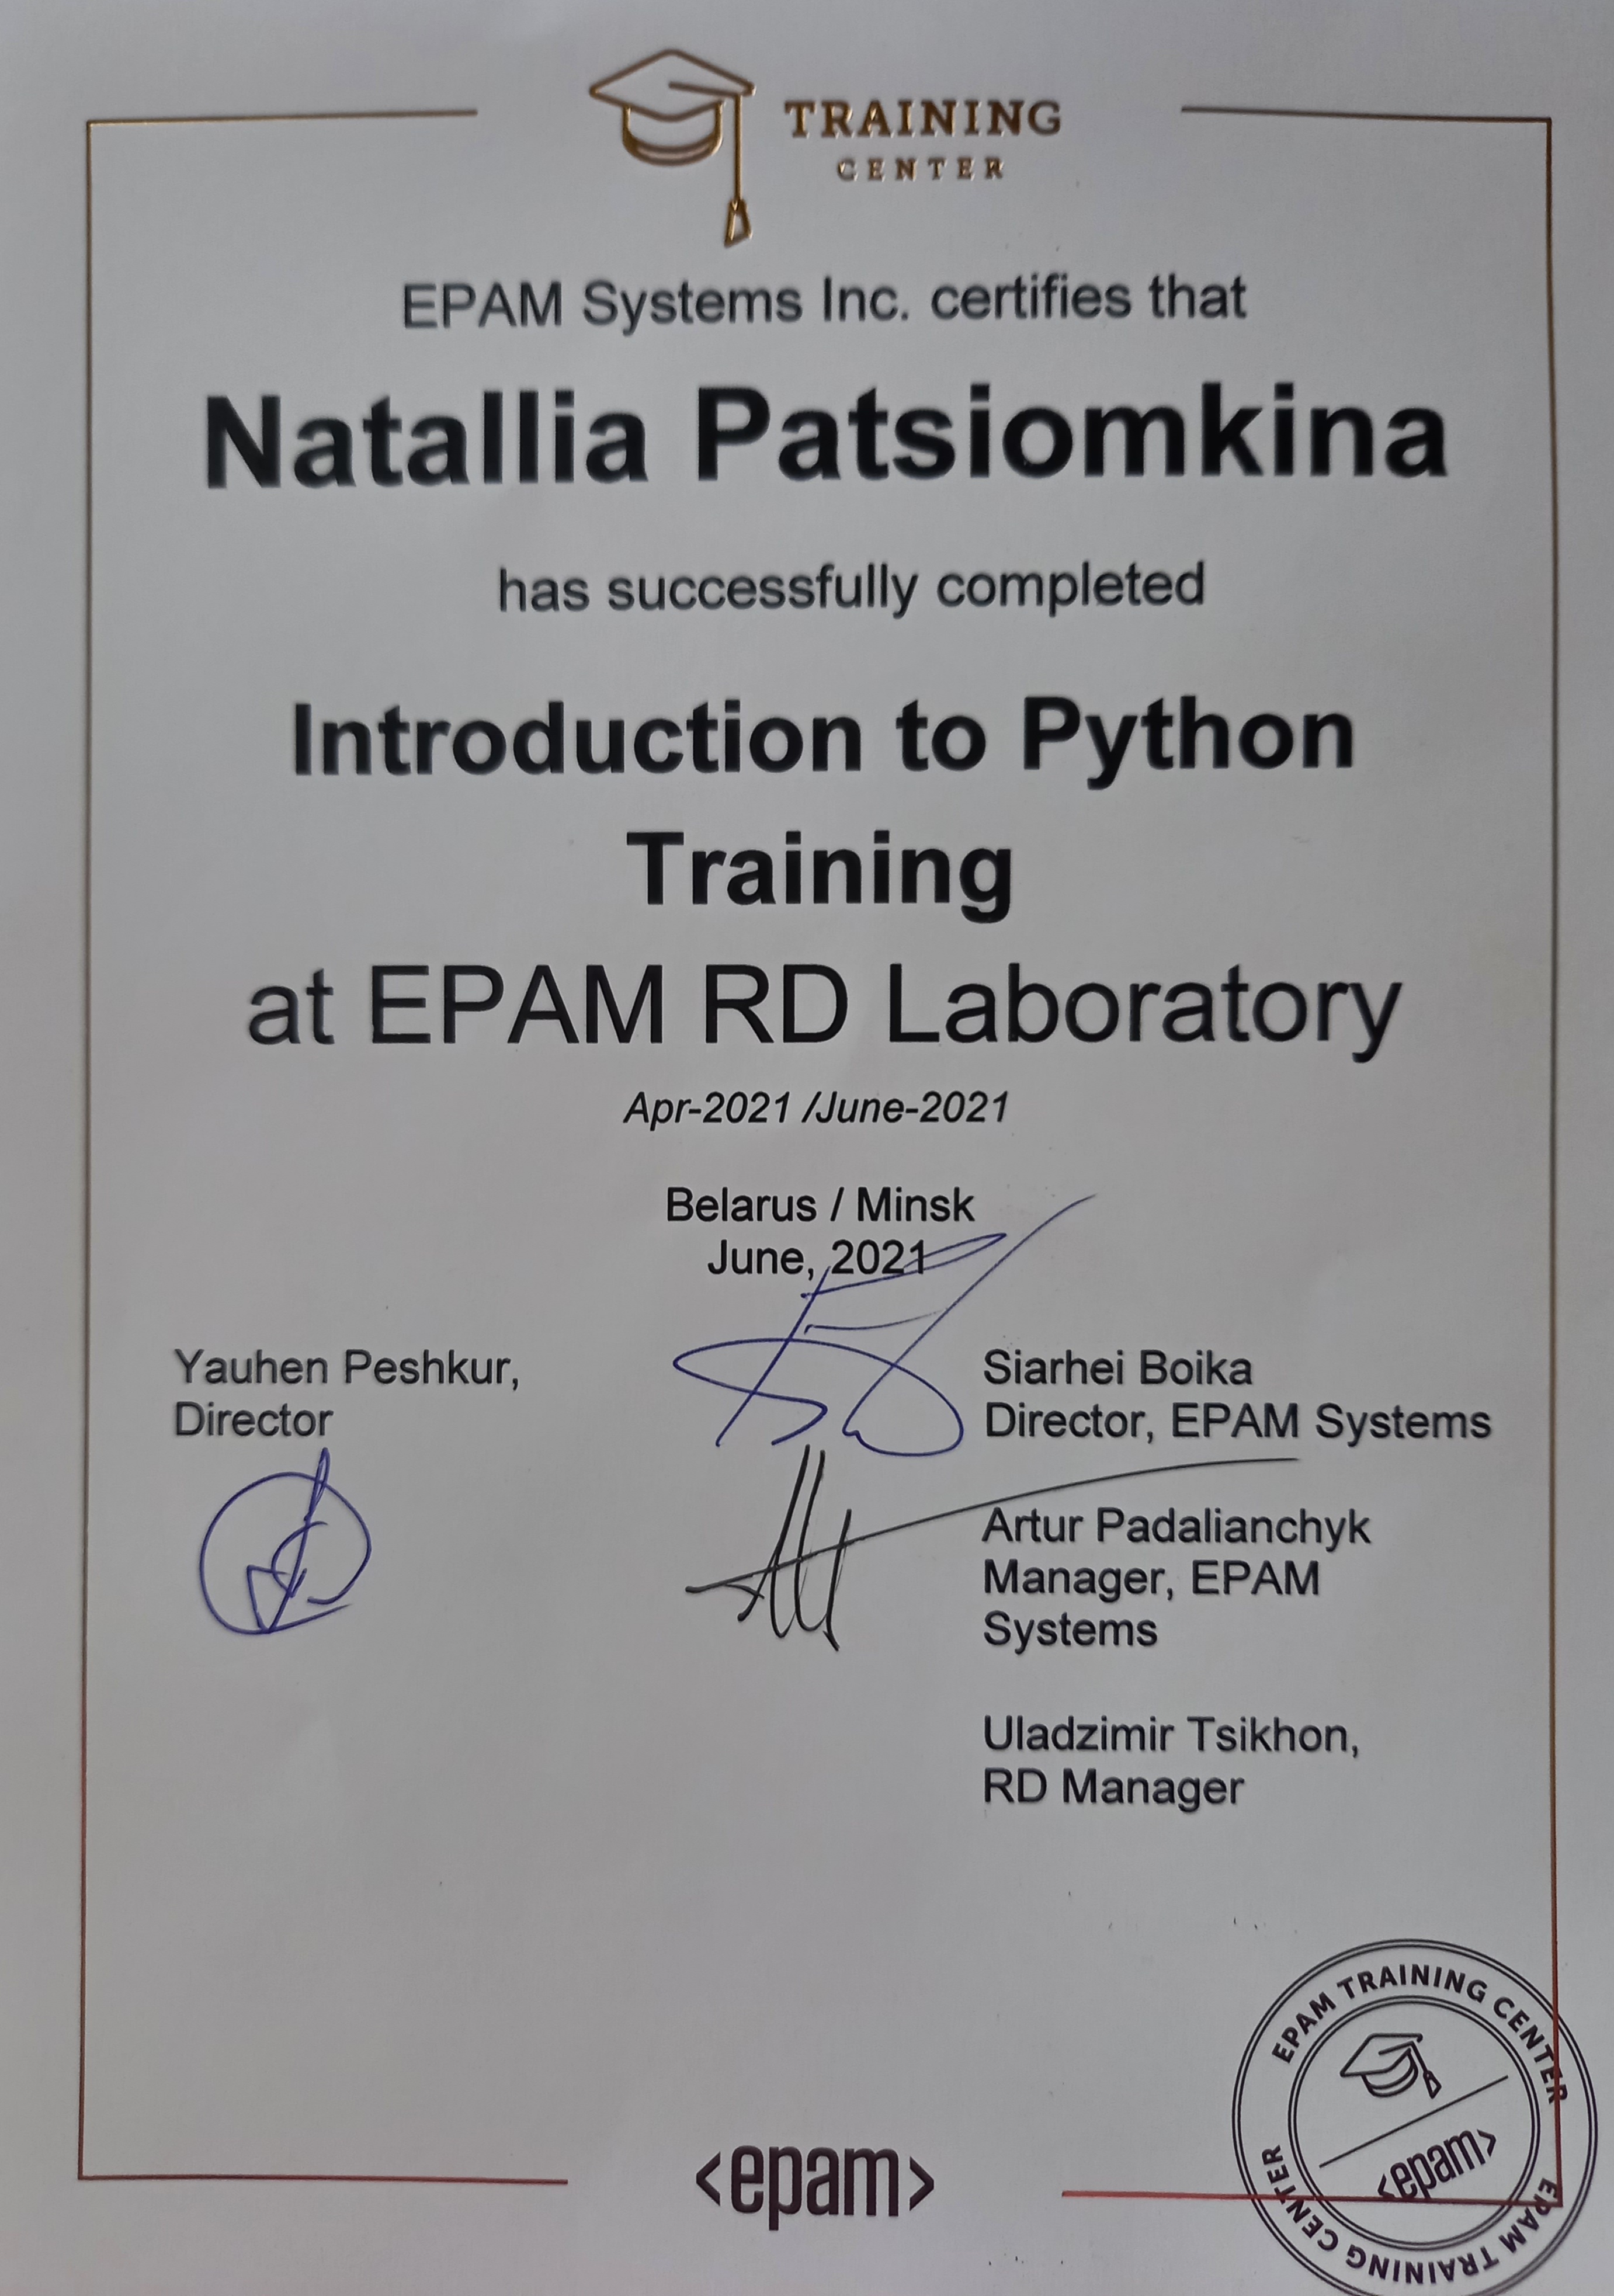 TRAINING
CENTER
EPAM Systems Inc. certifies that
Natallia Patsiomkina
has successfully completed
Introduction to Python
Training
at EPAM RD Laboratory
Apr-2021 /June-2021
Belarus / Minsk
June, 2021
Yauhen Peshkur,
Director
Siarhei Boika
Director, EPAM Systems
Artur Padalianchyk
Manager, EPAM
Systems
Uladzimir Tsikhon,
RD Manager
<epam>
EPAM TRAINING CENTER
<epam>
EPAM TRAINING CENTER